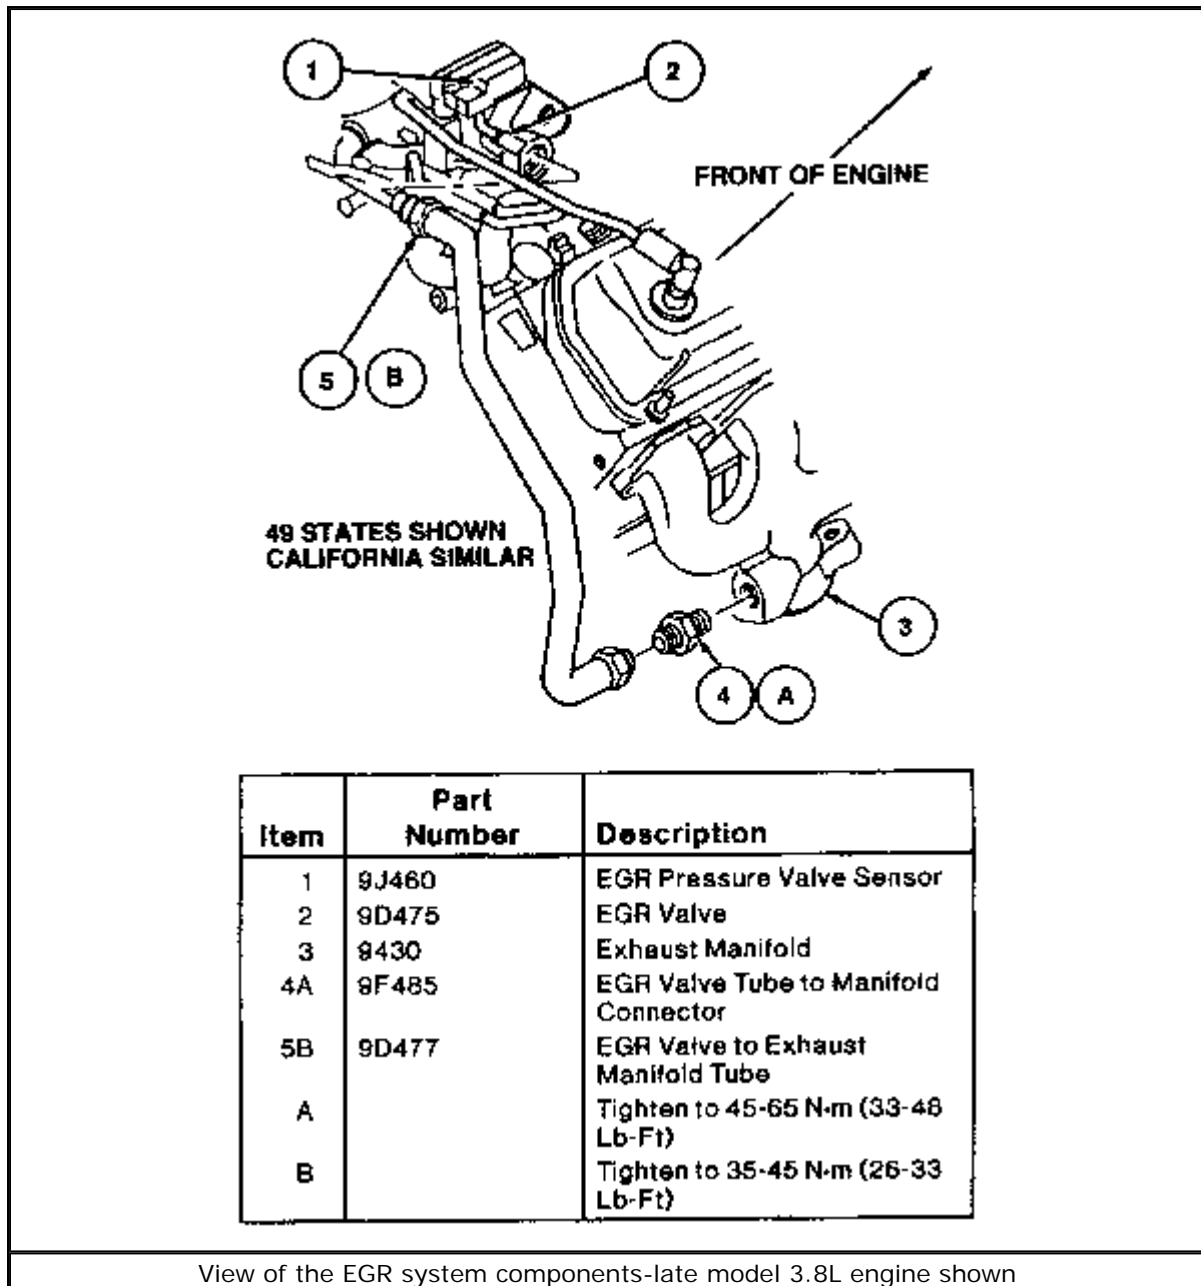 1
2
FRONT OF ENGINE
5 B
49 STATES SHOWN
CALIFORNIA SIMILAR
3
4 A
Item Part Number Description
1 9J460 EGR Pressure Valve Sensor
2 9D475 EGR Valve
3 9430 Exhaust Manifold
4A 9F485 EGR Valve Tube to Manifold
Connector
5B 9D477 EGR Valve to Exhaust
Manifold Tube
A Tighten to 45-65 N·m (33-48
Lb-Ft)
B Tighten to 35-45 N·m (26-33
Lb-Ft)
View of the EGR system components-late model 3.8L engine shown